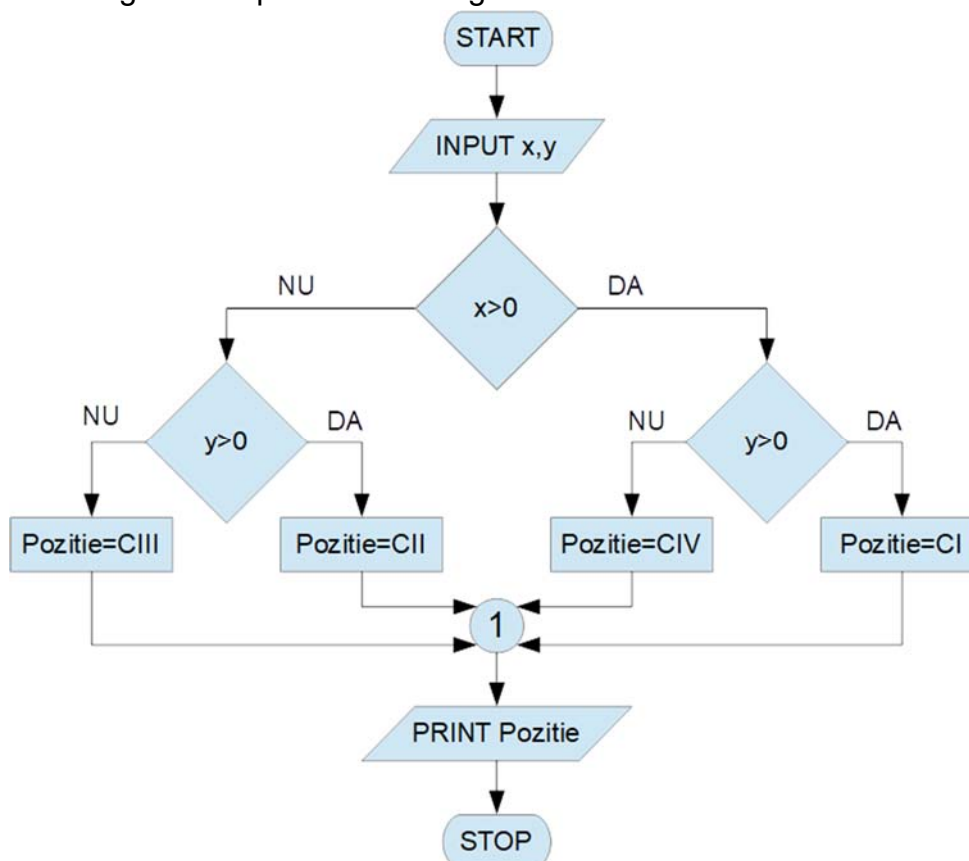 START
INPUT x,y
x>0
NU
DA
y>0
NU
DA
y>0
NU
DA
Pozitie=CIII
Pozitie=CII
Pozitie=CIV
Pozitie=CI
1
PRINT Pozitie
STOP